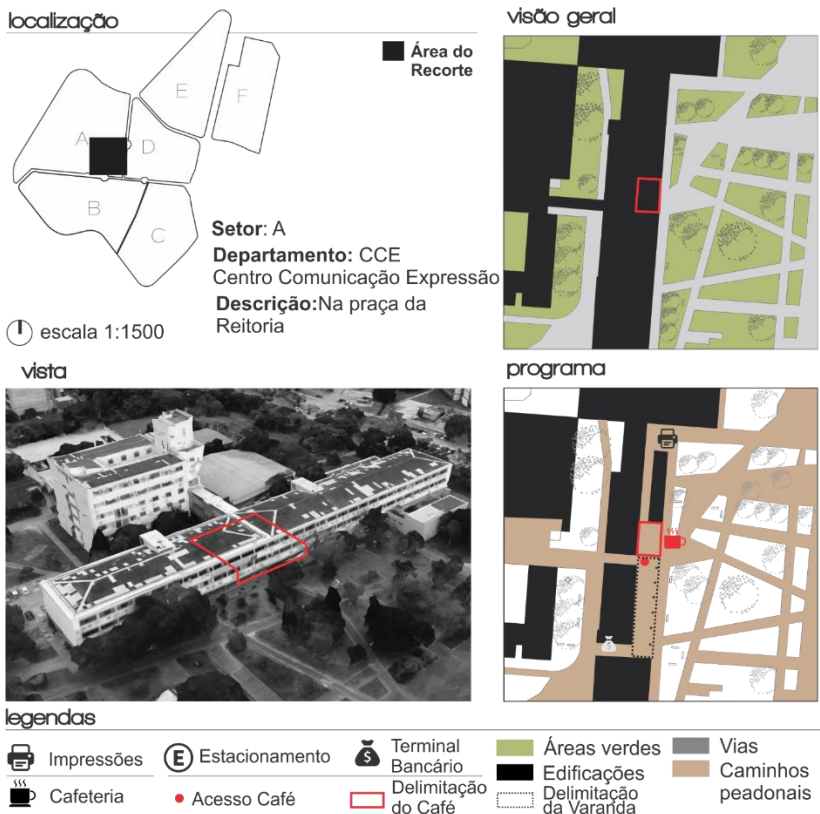 localização
visão geral
Área do
Recorte
A
B
C
D
E
F
Setor: A
Departamento: CCE
Centro Comunicação Expressão
Descrição:Na praça da
Reitoria
escala 1:1500
vista
programa
$
legendas
Impressões
E Estacionamento
$ Terminal
Bancário
Áreas verdes
Vias
Cafeteria
Acesso Café
Delimitação
do Café
Edificações
Delimitação
da Varanda
Caminhos
peadonais